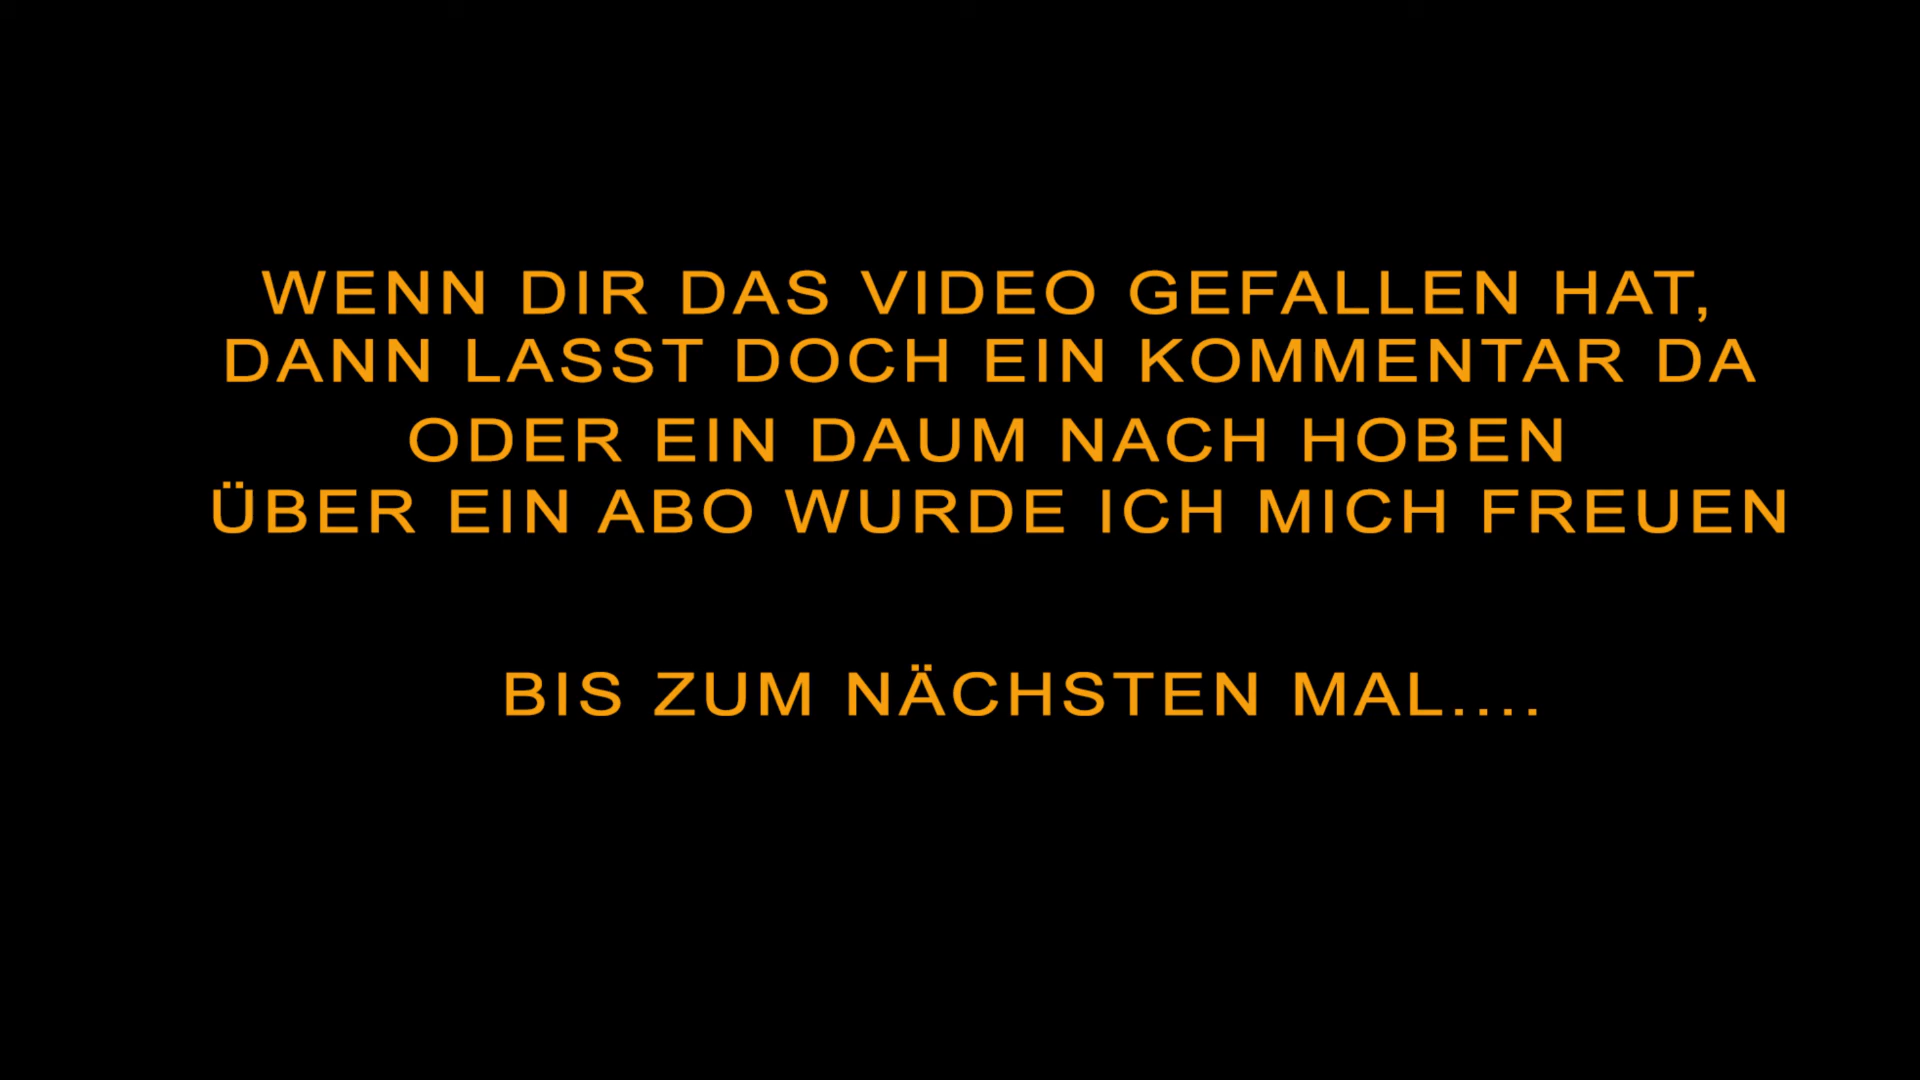 WENN DIR DAS VIDEO GEFALLEN HAT,
DANN LASST DOCH EIN KOMMENTAR DA
ODER EIN DAUM NACH HOBEN
ÜBER EIN ABO WURDE ICH MICH FREUEN
BIS ZUM NÄCHSTEN MAL....